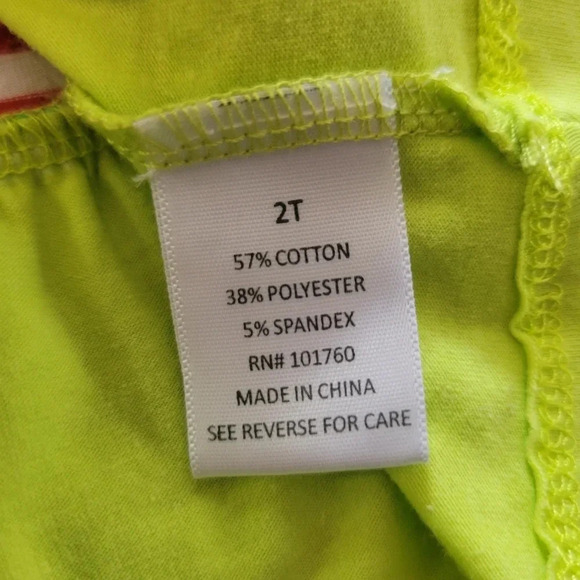 2T
57% COTTON
38% POLYESTER
5% SPANDEX
RN# 101760
MADE IN CHINA
SEE REVERSE FOR CARE